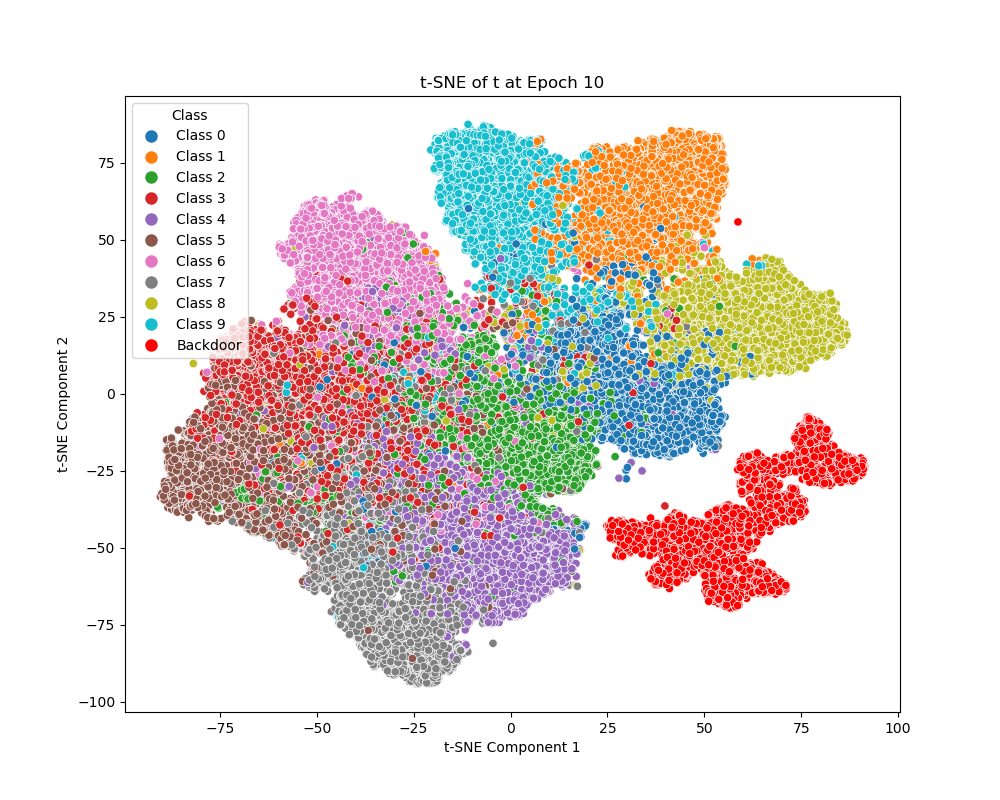 t-SNE of t at Epoch 10
Class
Class 0
Class 1
Class 2
Class 3
Class 4
Class 5
Class 6
Class 7
Class 8
Class 9
Backdoor
75
50
25
0
−25
−50
−75
−100
t-SNE Component 2
−75
−50
−25
0
25
50
75
100
t-SNE Component 1